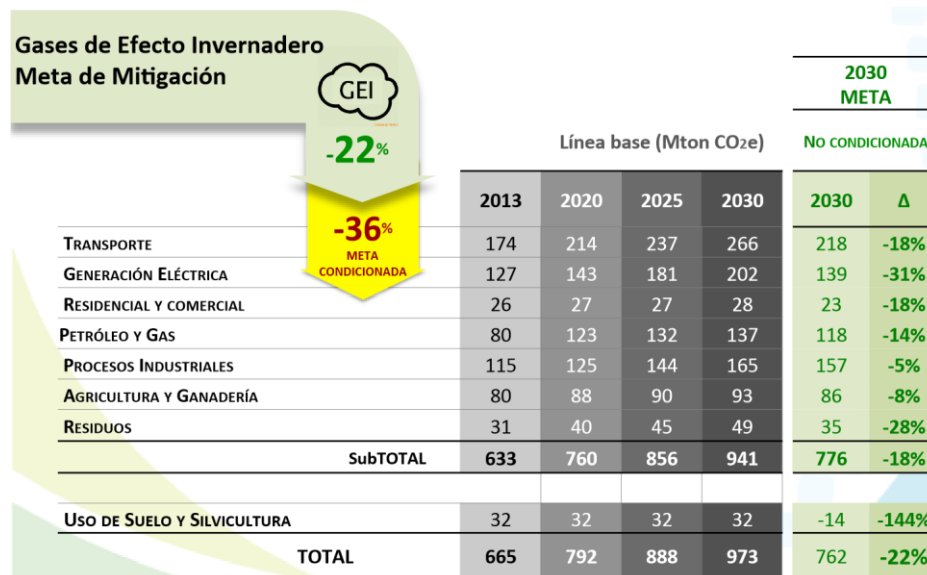 Gases de Efecto Invernadero
Meta de Mitigación
GEI
-22%
-36%
META
CONDICIONADA
2030
META
Línea base (Mton CO2e) NO CONDICIONADA
2013 2020 2025 2030 2030 Δ
TRANSPORTE 174 214 237 266 218 -18%
GENERACIÓN ELÉCTRICA 127 143 181 202 139 -31%
RESIDENCIAL Y COMERCIAL 26 27 27 28 23 -18%
PETRÓLEO Y GAS 80 123 132 137 118 -14%
PROCESOS INDUSTRIALES 115 125 144 165 157 -5%
AGRICULTURA Y GANADERÍA 80 88 90 93 86 -8%
RESIDUOS 31 40 45 49 35 -28%
SubTOTAL 633 760 856 941 776 -18%
USO DE SUELO Y SILVICULTURA 32 32 32 32 -14 -144%
TOTAL 665 792 888 973 762 -22%